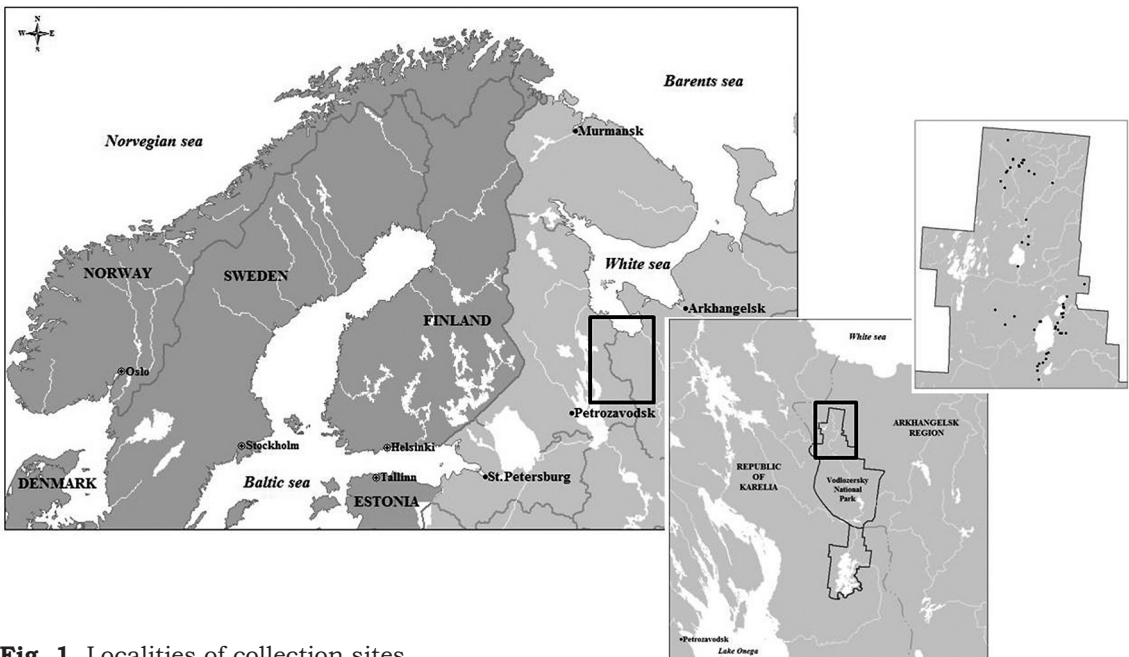 N
W E
S
Barents sea
Norwegian sea
Murmansk
NORWAY
SWEDEN
White sea
Arkhangelsk
FINLAND
Oslo
Petrozavodsk
Stockholm
Helsinki
Baltic sea
Tallinn
St.Petersburg
DENMARK
ESTONIA
White sea
ARKHANGELSK
REGION
REPUBLIC
OF
KARELIA
Vodlozersky
National
Park
Petrozavodsk
Lake Onega
Fig. 1. Localities of collection sites